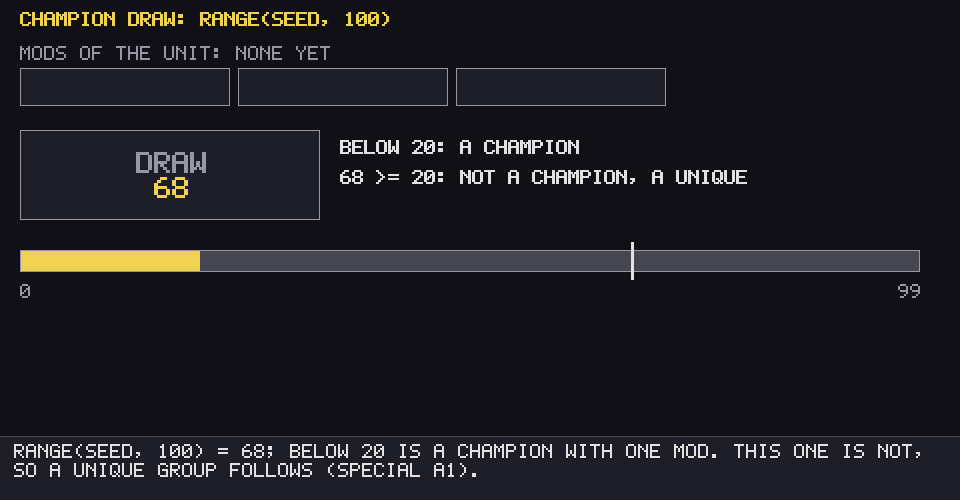 CHAMPION DRAW: RANGE(SEED, 100)
MODS OF THE UNIT: NONE YET
DRAW
68
BELOW 20: A CHAMPION
68 >= 20: NOT A CHAMPION, A UNIQUE
0
99
RANGE(SEED, 100) = 68; BELOW 20 IS A CHAMPION WITH ONE MOD. THIS ONE IS NOT,
SO A UNIQUE GROUP FOLLOWS (SPECIAL A1).